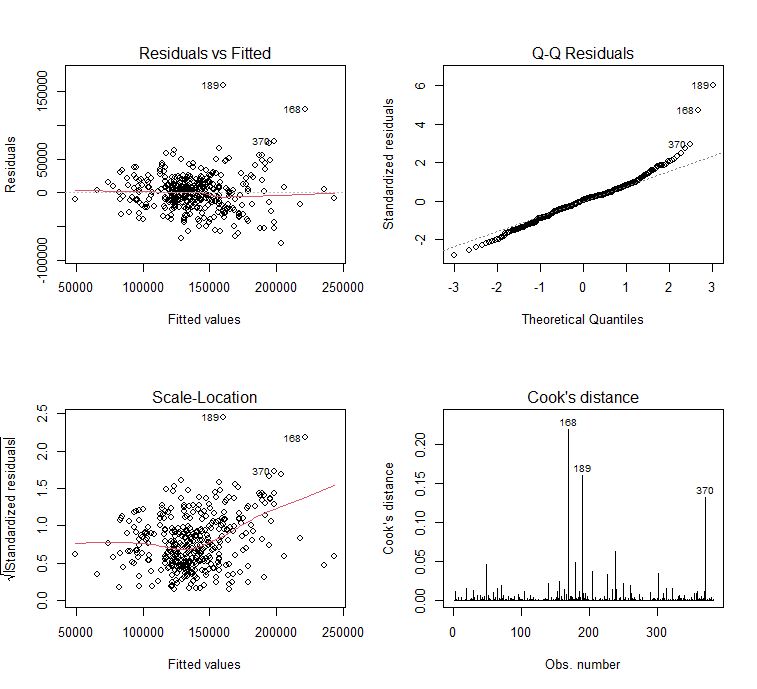 Residuals vs Fitted
Residuals
-100000 0 50000 150000
189
168
370
50000 100000 150000 200000 250000
Fitted values
Q-Q Residuals
Standardized residuals
-2 0 2 4 6
189
168
370
-3 -2 -1 0 1 2 3
Theoretical Quantiles
Scale-Location
√|Standardized residuals|
0.0 0.5 1.0 1.5 2.0 2.5
189
168
370
50000 100000 150000 200000 250000
Fitted values
Cook's distance
Cook's distance
0.00 0.05 0.10 0.15 0.20
168
189
370
0 100 200 300
Obs. number